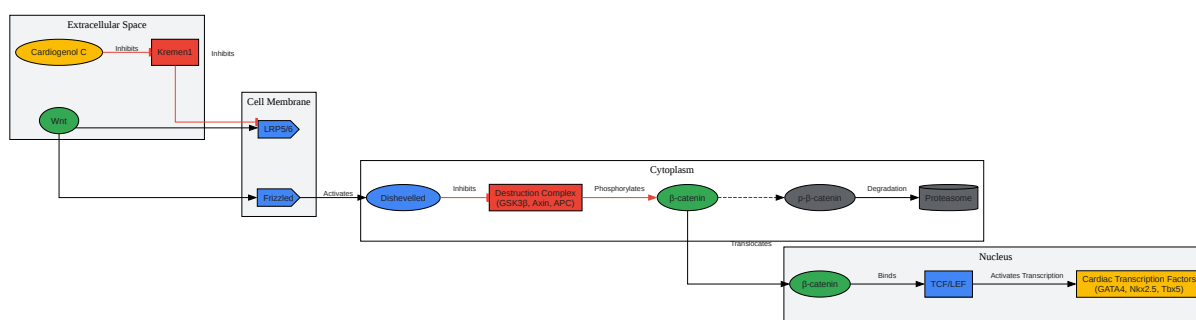 Extracellular Space
Cardiogenol C
Inhibits
Kremen1
Inhibits
Wnt
Cell Membrane
LRP5/6
Frizzled
Activates
Cytoplasm
Dishevelled
Inhibits
Destruction Complex
(GSK3β, Axin, APC)
Phosphorylates
β-catenin
p-β-catenin
Degradation
Proteasome
Translocates
Nucleus
β-catenin
Binds
TCF/LEF
Activates Transcription
Cardiac Transcription Factors
(GATA4, Nkx2.5, Tbx5)